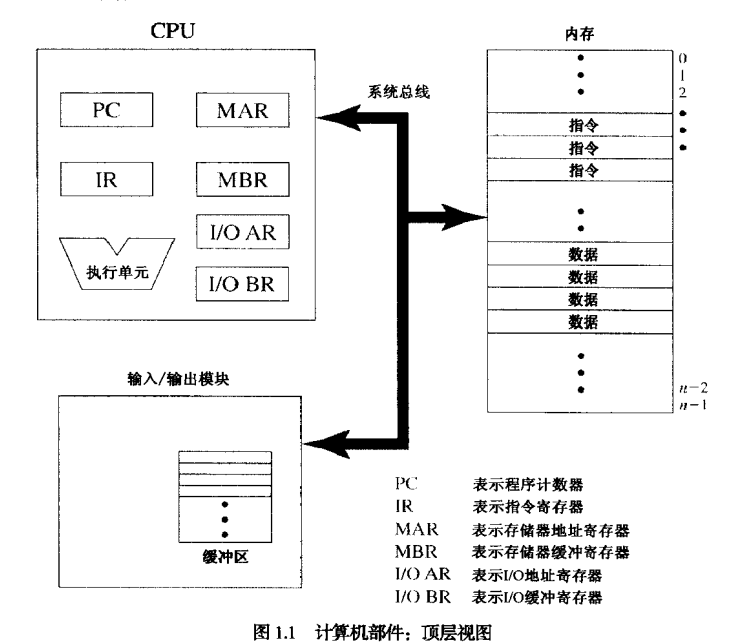 CPU
PC
MAR
IR
MBR
I/O AR
执行单元
I/O BR
系统总线
内存
0
1
2
指令
指令
指令
数据
数据
数据
数据
n-2
n-1
输入/输出模块
缓冲区
PC 表示程序计数器
IR 表示指令寄存器
MAR 表示存储器地址寄存器
MBR 表示存储器缓冲寄存器
I/O AR 表示I/O地址寄存器
I/O BR 表示I/O缓冲寄存器
图 1.1 计算机部件：顶层视图